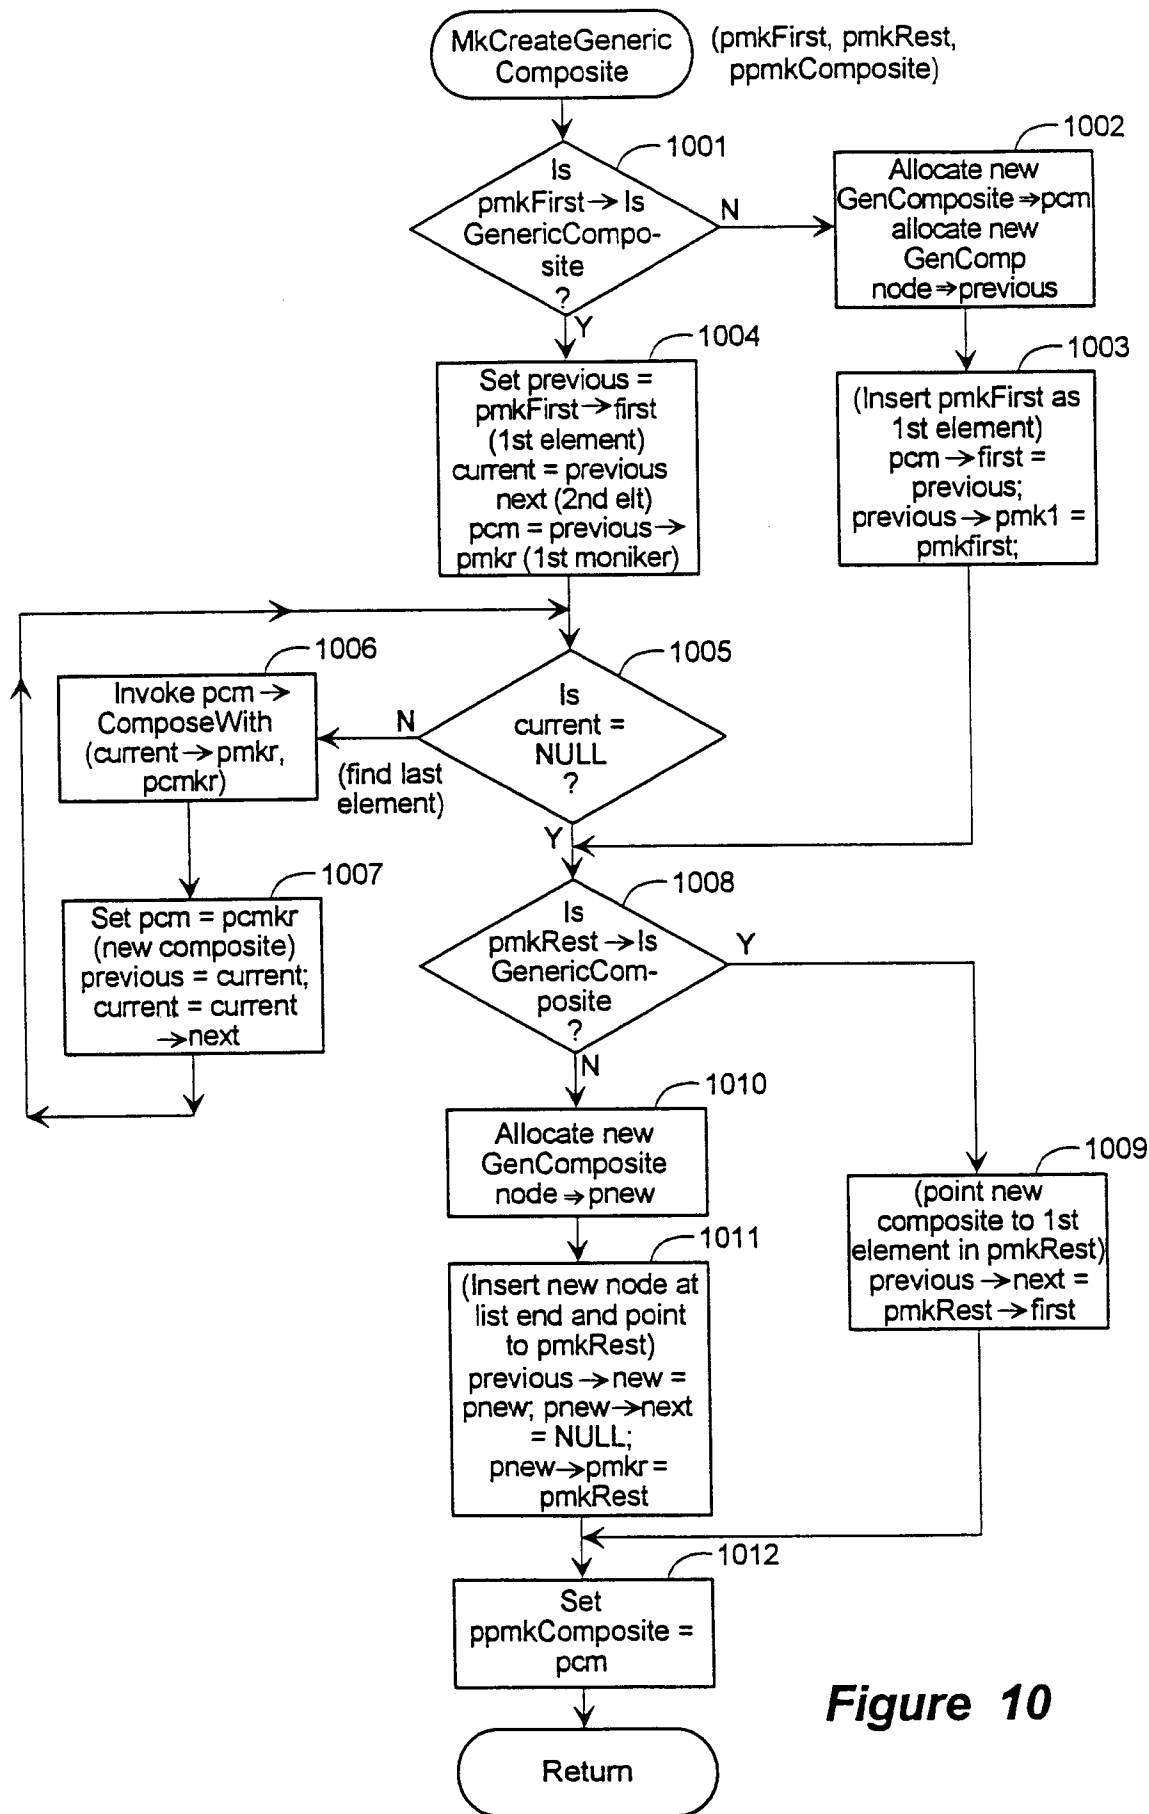 MkCreateGeneric
Composite
(pmkFirst, pmkRest,
ppmkComposite)
1001
Is
pmkFirst→Is
GenericCompo-
site
?
N
Y
1002
Allocate new
GenComposite⇒pcm
allocate new
GenComp
node⇒previous
1003
(Insert pmkFirst as
1st element)
pcm→first =
previous;
previous→pmk1 =
pmkfirst;
1004
Set previous =
pmkFirst→first
(1st element)
current = previous
next (2nd elt)
pcm = previous→
pmkr (1st moniker)
1005
Is
current =
NULL
?
N
(find last
element)
Y
1006
Invoke pcm→
ComposeWith
(current→pmkr,
pcmkr)
1007
Set pcm = pcmkr
(new composite)
previous = current;
current = current
→next
1008
Is
pmkRest→Is
GenericCom-
posite
?
Y
N
1009
(point new
composite to 1st
element in pmkRest)
previous→next =
pmkRest→first
1010
Allocate new
GenComposite
node⇒pnew
1011
(Insert new node at
list end and point
to pmkRest)
previous→new =
pnew; pnew→next
= NULL;
pnew→pmkr =
pmkRest
1012
Set
ppmkComposite =
pcm
Return
Figure 10